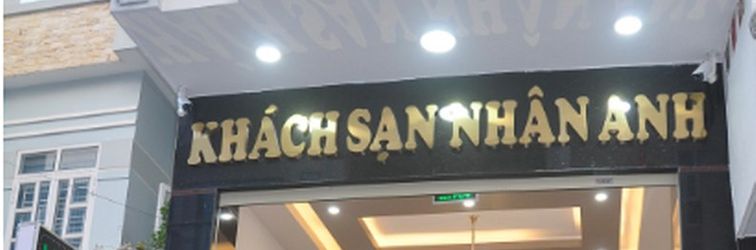 KHÁCH SẠN NHÂN ANH